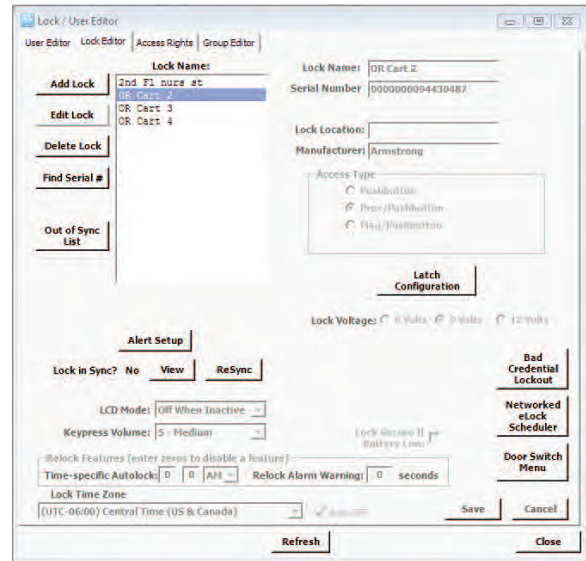 Lock / User Editor
User Editor Lock Editor Access Rights Group Editor
Lock Name:
Add Lock
Edit Lock
Delete Lock
Find Serial #
Out of Sync
List
2nd Fl nurs st
OR Cart 2
OR Cart 3
OR Cart 4
Lock Name: OR Cart 2
Serial Number 0000000094430487
Lock Location:
Manufacturer: Armstrong
Access Type
Pushbutton
Prox/Pushbutton
Mag/Pushbutton
Latch
Configuration
Lock Voltage: 6 Volts 9 Volts 12 Volts
Alert Setup
Lock in Sync? No View ReSync
Bad
Credential
Lockout
LCD Mode: Off When Inactive
Keypress Volume: 5 - Medium
Lock Secure If
Battery Low:
Networked
eLock
Scheduler
Relock Features (enter zeros to disable a feature)
Time-specific Autolock: 0 0 AM Relock Alarm Warning: 0 seconds
Door Switch
Menu
Lock Time Zone
(UTC-06:00) Central Time (US & Canada)
Save Cancel
Refresh Close